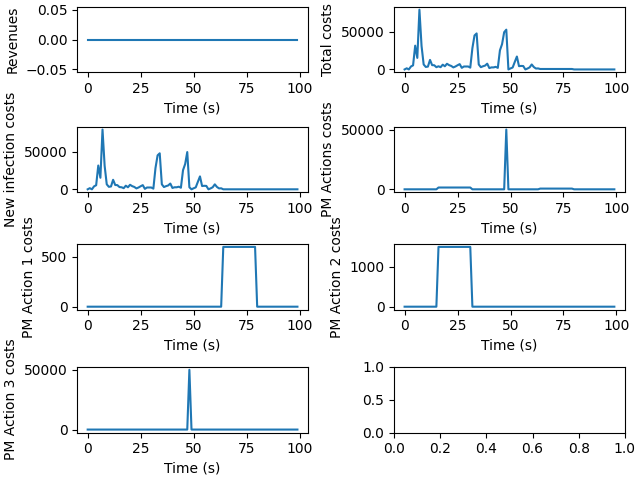 Revenues
0.05
0.00
−0.05
0 25 50 75 100
Time (s)
Total costs
50000
0
0 25 50 75 100
Time (s)
New infection costs
50000
0
0 25 50 75 100
Time (s)
PM Actions costs
50000
0
0 25 50 75 100
Time (s)
PM Action 1 costs
500
0
0 25 50 75 100
Time (s)
PM Action 2 costs
1000
0
0 25 50 75 100
Time (s)
PM Action 3 costs
50000
0
0 25 50 75 100
Time (s)
1.0
0.5
0.0
0.0 0.2 0.4 0.6 0.8 1.0